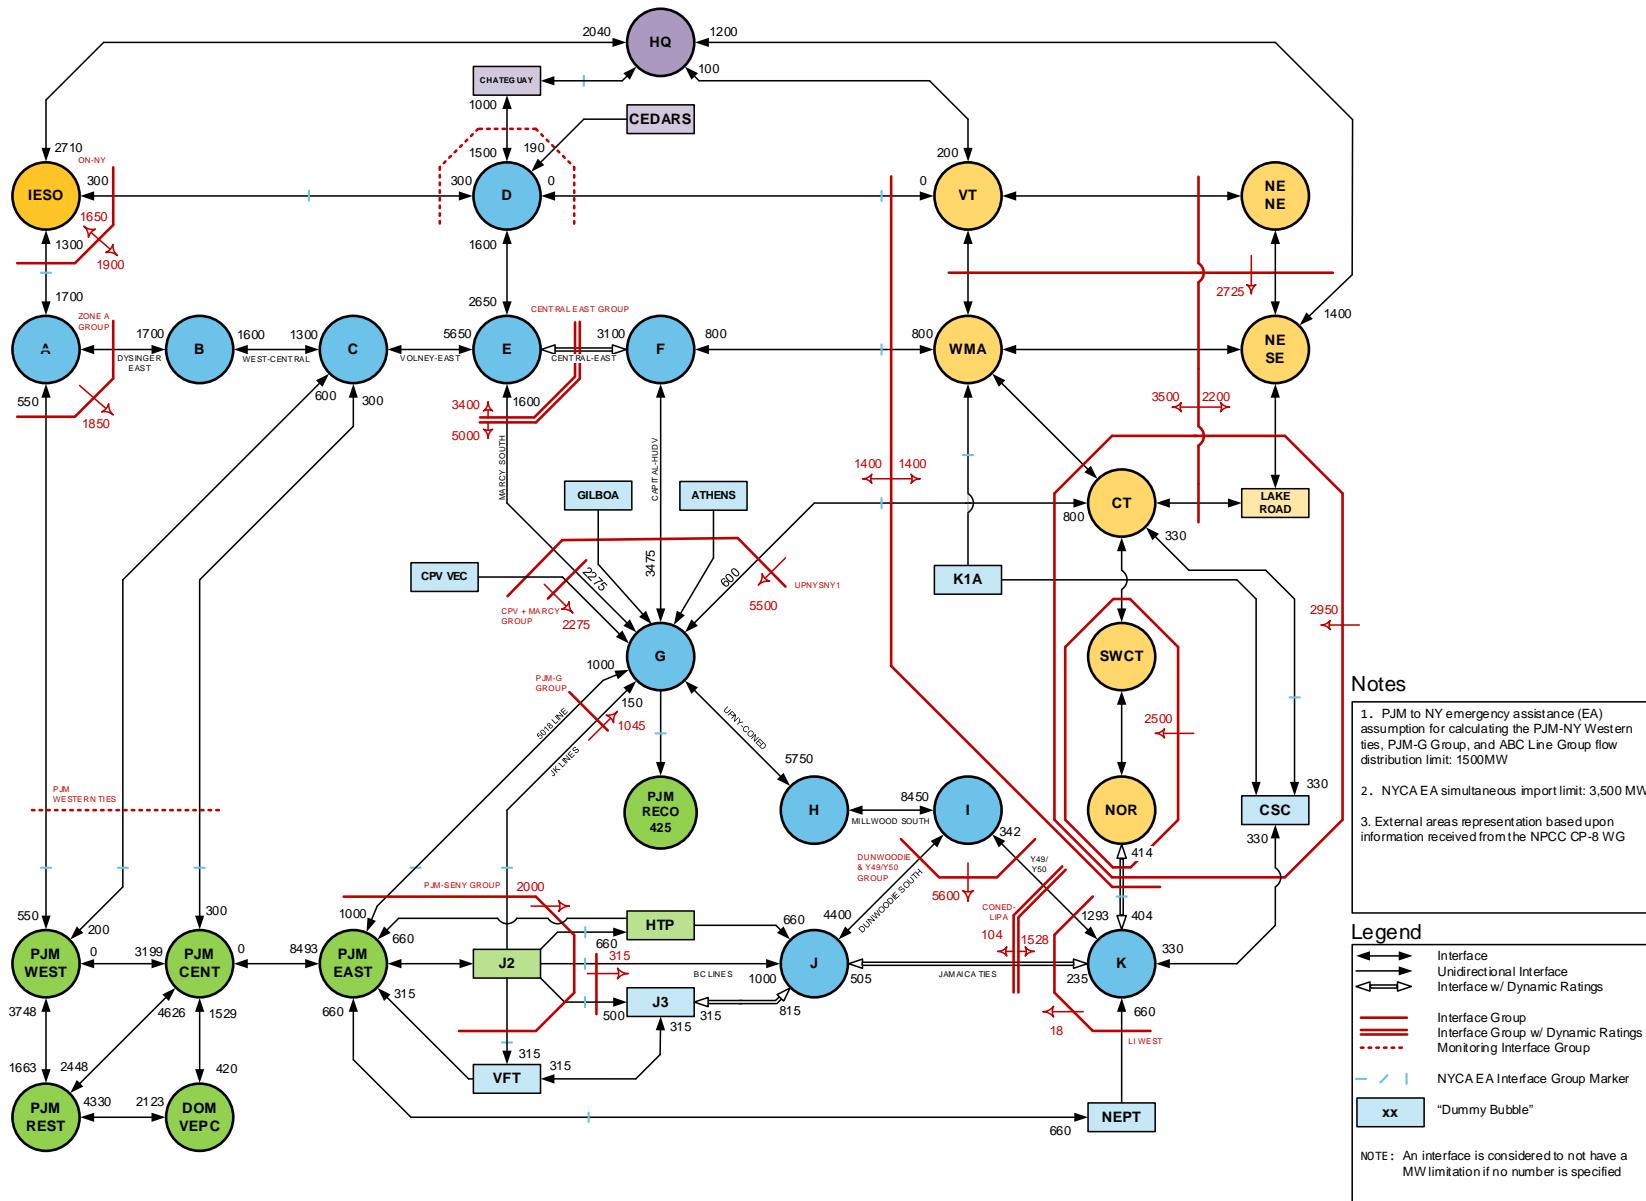 2040
HQ
1200
100
CHATEGUAY
1000
CEDARS
2710
ON-NY
1500
190
200
IESO
300
300
D
0
0
VT
NE
NE
1650
1300
1900
1600
2725
1700
2650
1400
ZONE A
GROUP
1700
1600
1300
5650
CENTRAL EAST GROUP
3100
800
800
A
B
C
E
F
WMA
NE
SE
DYSINGER
EAST
WEST-CENTRAL
VOLNEY-EAST
CENTRAL-EAST
550
1850
600
300
1600
3400
5000
3500
2200
MARCY SOUTH
CAPITAL-HUDV
1400
1400
GILBOA
ATHENS
CT
LAKE
ROAD
800
330
CPV VEC
2275
3475
600
K1A
UPNYSNY1
CPV + MARCY
GROUP
2275
5500
2950
G
SWCT
1000
PJM-G
GROUP
150
1045
5018 LINE
JK LINES
UPNY-CONED
2500
5750
PJM
WESTERN TIES
PJM
RECO
425
H
8450
I
NOR
330
CSC
MILLWOOD SOUTH
342
330
414
DUNWOODIE
& Y49/Y50
GROUP
Y49/
Y50
5600
DUNWOODIE SOUTH
PJM-SENY GROUP
2000
CONED-
LIPA
550
200
300
1000
660
HTP
660
4400
104
1528
1293
404
PJM
WEST
0
3199
PJM
CENT
0
8493
PJM
EAST
660
J2
315
BC LINES
1000
J
505
JAMAICA TIES
235
K
330
3748
4626
1529
660
315
500
J3
315
315
815
18
660
LI WEST
1663
2448
420
315
VFT
315
PJM
REST
4330
2123
DOM
VEPC
660
NEPT
Notes
1. PJM to NY emergency assistance (EA)
assumption for calculating the PJM-NY Western
ties, PJM-G Group, and ABC Line Group flow
distribution limit: 1500MW
2. NYCA EA simultaneous import limit: 3,500 MW
3. External areas representation based upon
information received from the NPCC CP-8 WG
Legend
Interface
Unidirectional Interface
Interface w/ Dynamic Ratings
Interface Group
Interface Group w/ Dynamic Ratings
Monitoring Interface Group
NYCA EA Interface Group Marker
xx
“Dummy Bubble”
NOTE: An interface is considered to not have a
MW limitation if no number is specified